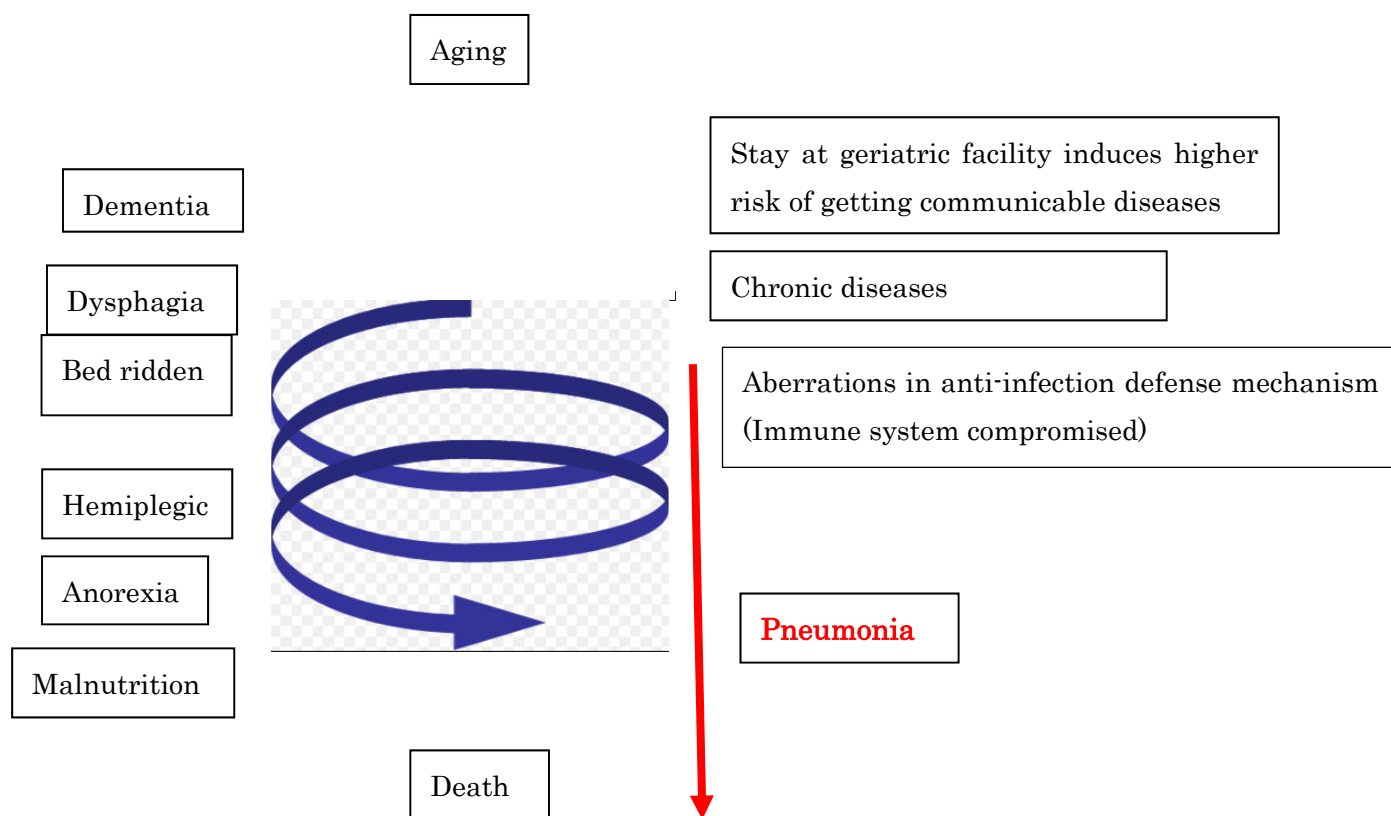 Aging
Stay at geriatric facility induces higher
risk of getting communicable diseases
Dementia
Chronic diseases
Dysphagia
Bed ridden
Aberrations in anti-infection defense mechanism
(Immune system compromised)
Hemiplegic
Anorexia
Pneumonia
Malnutrition
Death